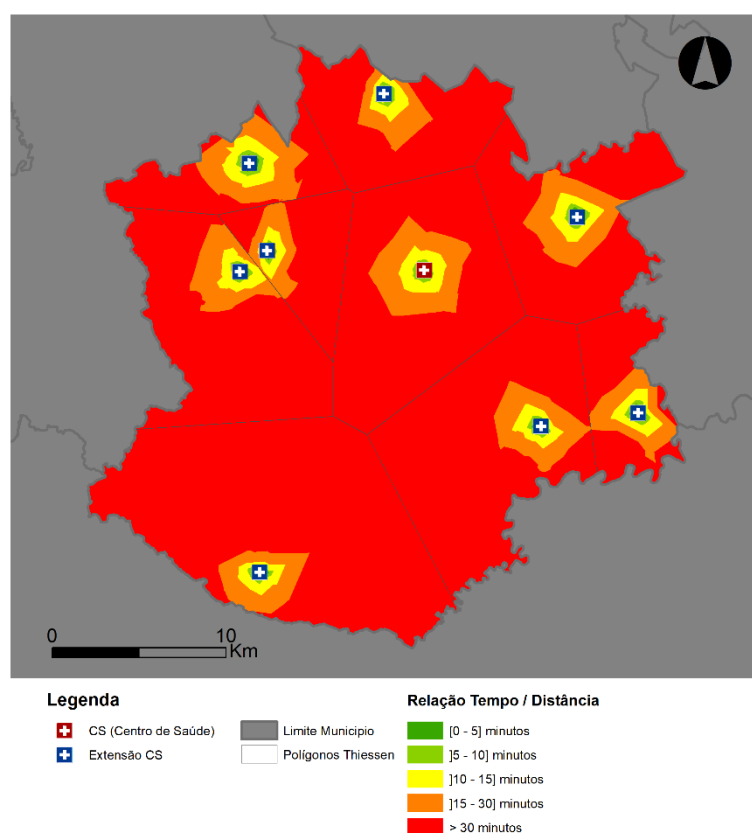 0 10
Km
Legenda
CS (Centro de Saúde)
Extensão CS
Limite Municipio
Polígonos Thiessen
Relação Tempo / Distância
[0 - 5] minutos
]5 - 10] minutos
]10 - 15] minutos
]15 - 30] minutos
> 30 minutos